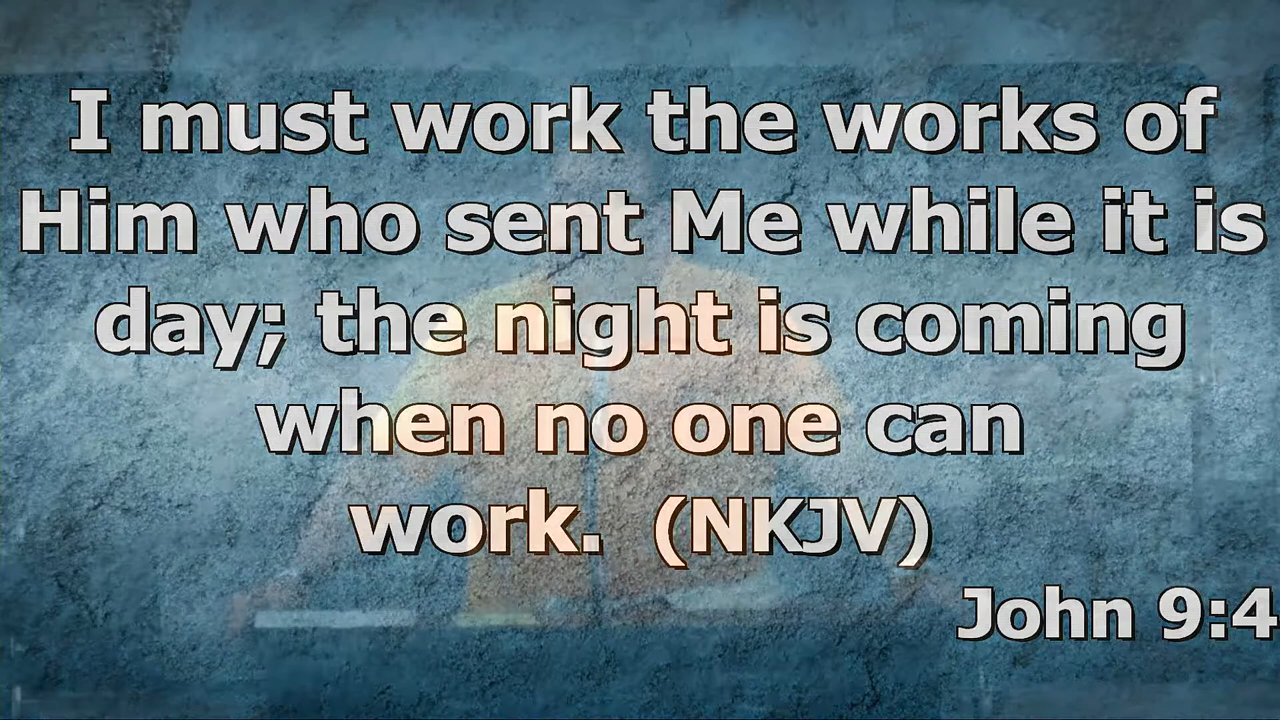 I must work the works of
Him who sent Me while it is
day; the night is coming
when no one can
work.  (NKJV)
John 9:4